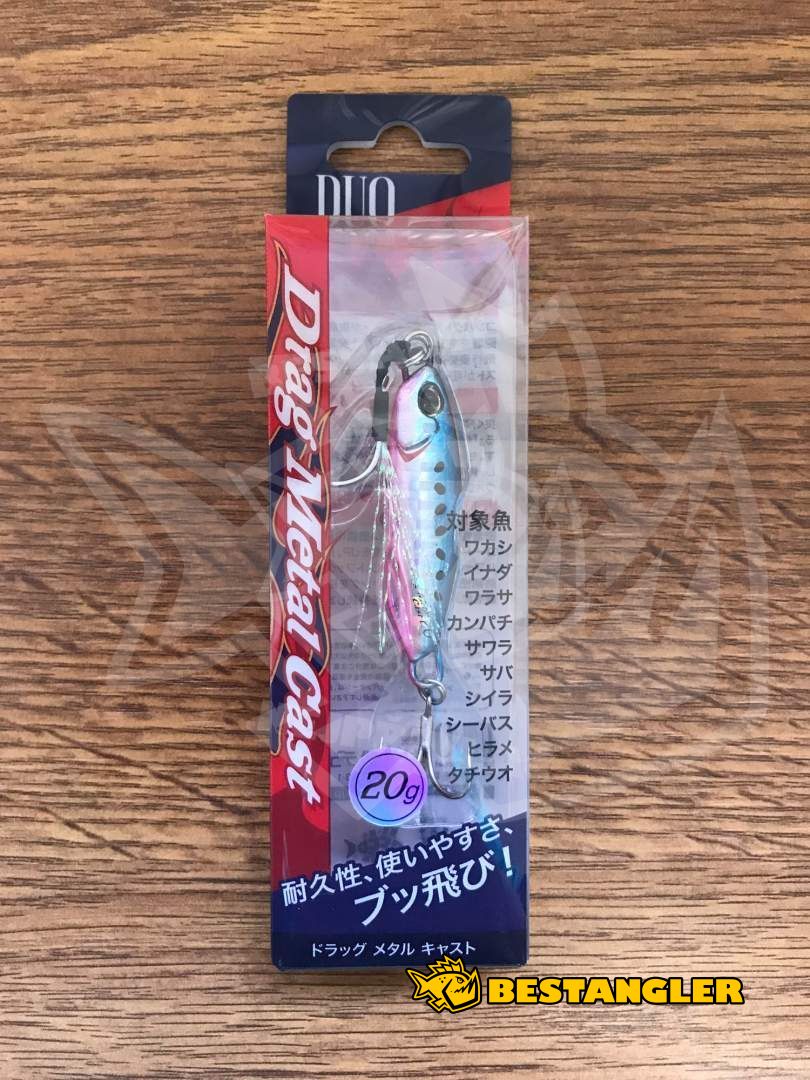 DUO
Drag Metal Cast
対象魚
ワカシ
イナダ
ワラサ
カンパチ
サワラ
サバ
シイラ
シーバス
ヒラメ
タチウオ
20g
耐久性、使いやすさ、
ブッ飛び!
ドラッグ メタル キャスト
BESTANGLER